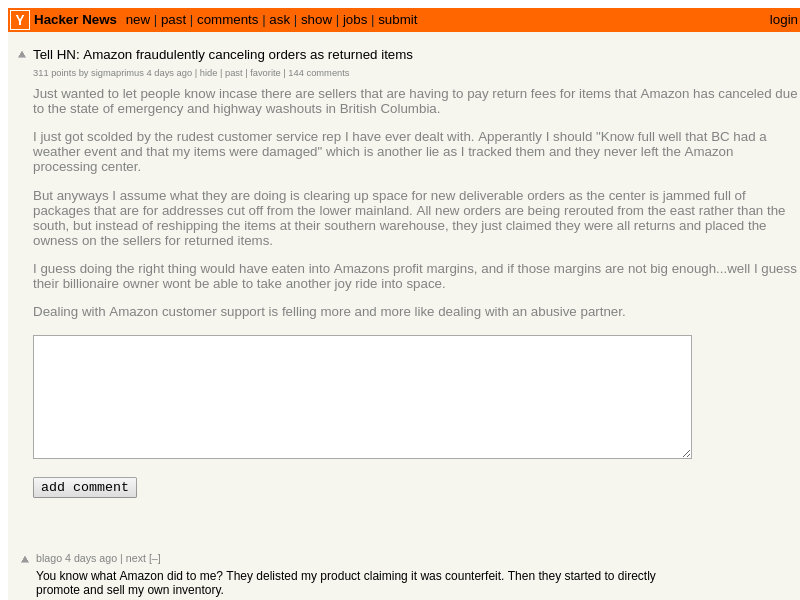 Y Hacker News new | past | comments | ask | show | jobs | submit login
Tell HN: Amazon fraudulently canceling orders as returned items
311 points by sigmaprimus 4 days ago | hide | past | favorite | 144 comments
Just wanted to let people know incase there are sellers that are having to pay return fees for items that Amazon has canceled due
to the state of emergency and highway washouts in British Columbia.
I just got scolded by the rudest customer service rep I have ever dealt with. Apperantly I should "Know full well that BC had a
weather event and that my items were damaged" which is another lie as I tracked them and they never left the Amazon
processing center.
But anyways I assume what they are doing is clearing up space for new deliverable orders as the center is jammed full of
packages that are for addresses cut off from the lower mainland. All new orders are being rerouted from the east rather than the
south, but instead of reshipping the items at their southern warehouse, they just claimed they were all returns and placed the
owness on the sellers for returned items.
I guess doing the right thing would have eaten into Amazons profit margins, and if those margins are not big enough...well I guess
their billionaire owner wont be able to take another joy ride into space.
Dealing with Amazon customer support is felling more and more like dealing with an abusive partner.
add comment
blago 4 days ago | next [–]
You know what Amazon did to me? They delisted my product claiming it was counterfeit. Then they started to directly
promote and sell my own inventory.